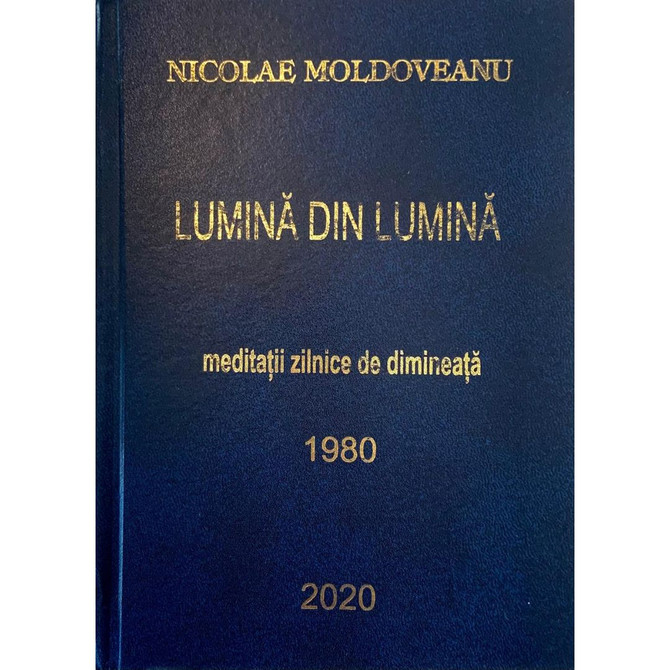 NICOLAE MOLDOVEANU
LUMINĂ DIN LUMINĂ
meditații zilnice de dimineață
1980
2020